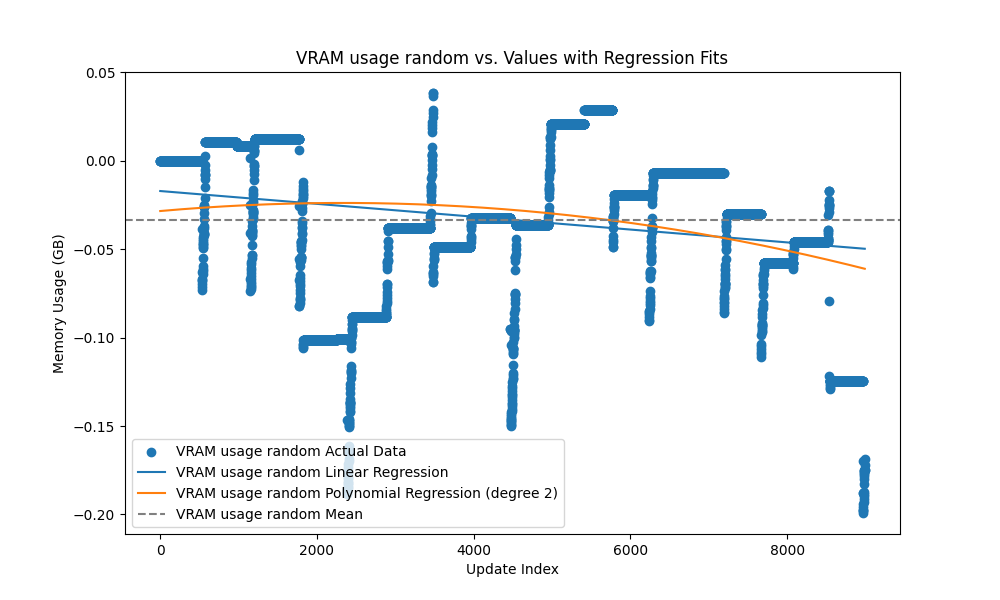 VRAM usage random vs. Values with Regression Fits
0.05
0.00
−0.05
−0.10
−0.15
−0.20
Memory Usage (GB)
VRAM usage random Actual Data
VRAM usage random Linear Regression
VRAM usage random Polynomial Regression (degree 2)
VRAM usage random Mean
0
2000
4000
6000
8000
Update Index